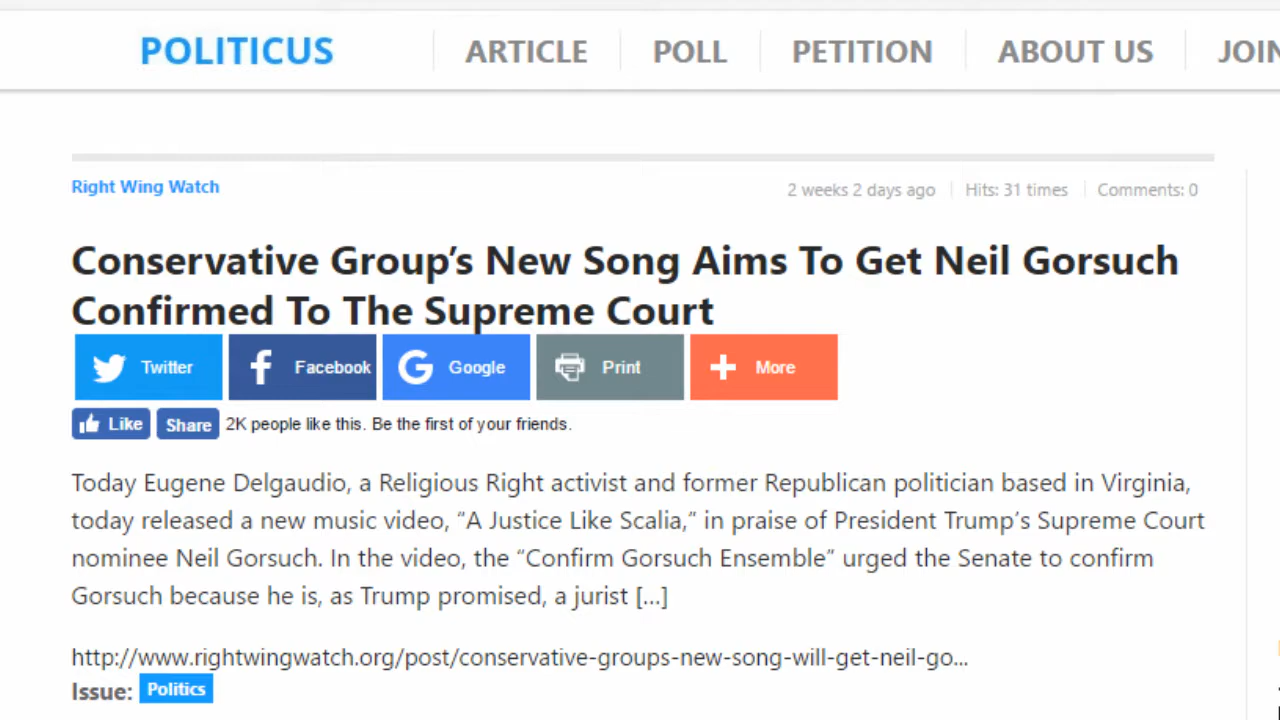 POLITICUS ARTICLE POLL PETITION ABOUT US JOIN
Right Wing Watch 2 weeks 2 days ago Hits: 31 times Comments: 0
Conservative Group’s New Song Aims To Get Neil Gorsuch
Confirmed To The Supreme Court
Twitter Facebook Google Print More
Like Share 2K people like this. Be the first of your friends.
Today Eugene Delgaudio, a Religious Right activist and former Republican politician based in Virginia,
today released a new music video, “A Justice Like Scalia,” in praise of President Trump’s Supreme Court
nominee Neil Gorsuch. In the video, the “Confirm Gorsuch Ensemble” urged the Senate to confirm
Gorsuch because he is, as Trump promised, a jurist [...]
http://www.rightwingwatch.org/post/conservative-groups-new-song-will-get-neil-go...
Issue: Politics